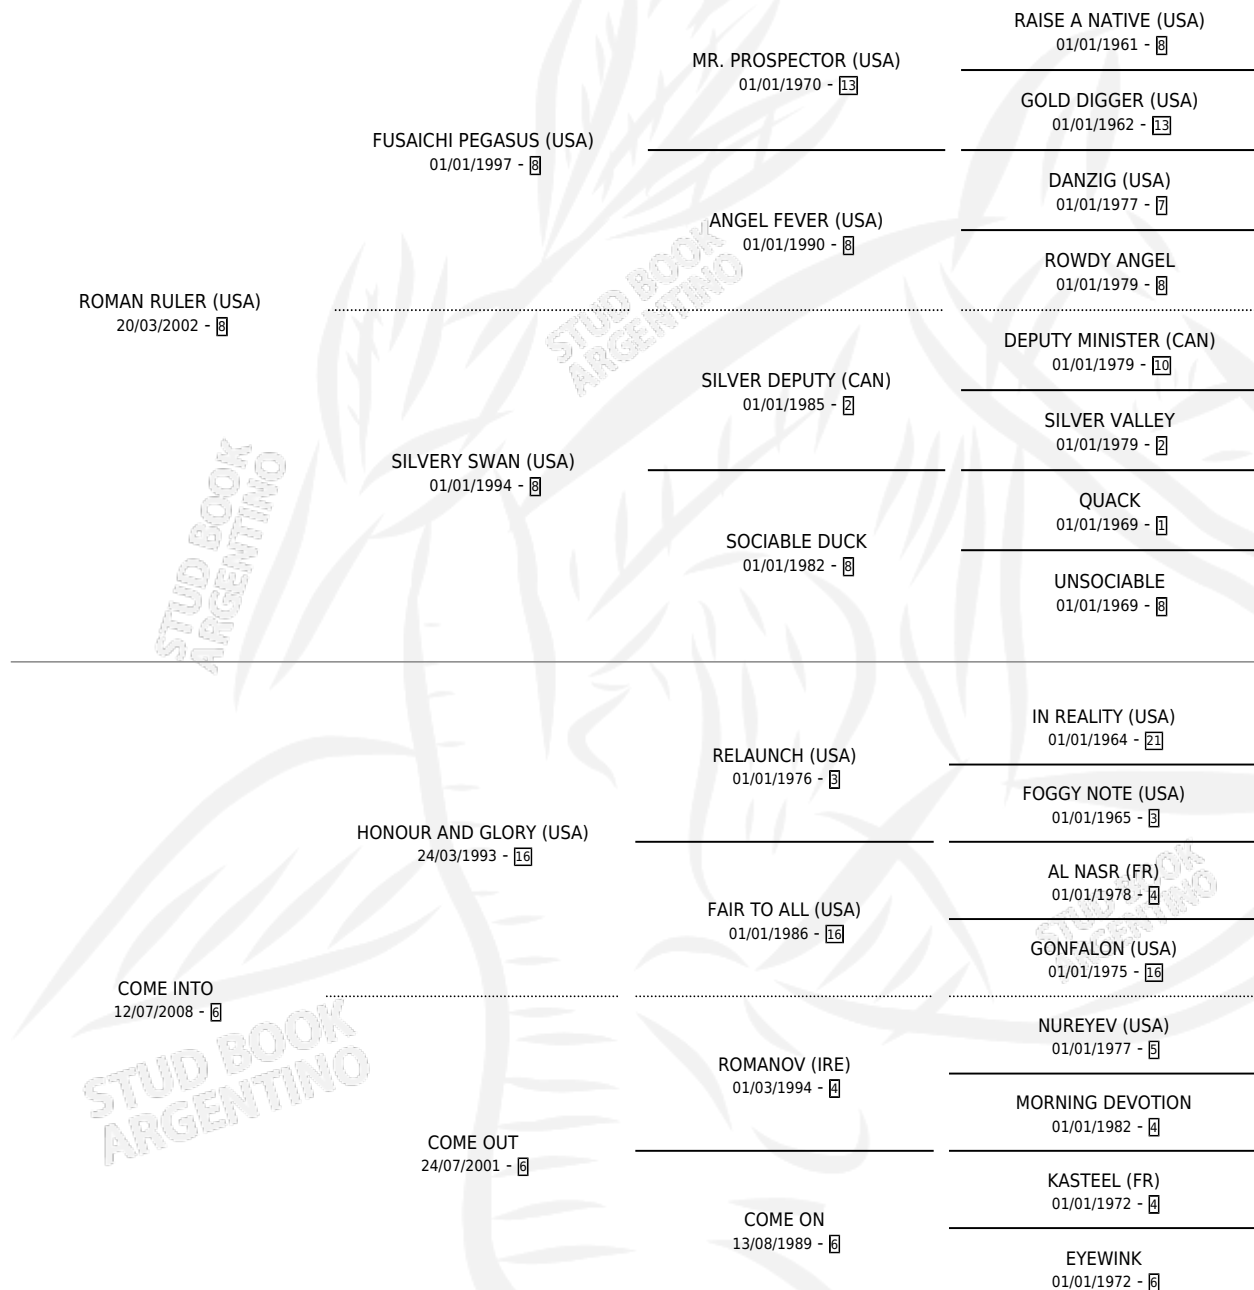 RAISE A NATIVE (USA)
01/01/1961 - 8
MR. PROSPECTOR (USA)
01/01/1970 - 13
GOLD DIGGER (USA)
01/01/1962 - 13
FUSAICHI PEGASUS (USA)
01/01/1997 - 8
DANZIG (USA)
01/01/1977 - 7
ANGEL FEVER (USA)
01/01/1990 - 8
ROWDY ANGEL
01/01/1979 - 8
ROMAN RULER (USA)
20/03/2002 - 8
STUD BOOK
ARGENTINO
DEPUTY MINISTER (CAN)
01/01/1979 - 10
SILVER DEPUTY (CAN)
01/01/1985 - 2
SILVER VALLEY
01/01/1979 - 2
SILVERY SWAN (USA)
01/01/1994 - 8
QUACK
01/01/1969 - 1
SOCIABLE DUCK
01/01/1982 - 8
UNSOCIABLE
01/01/1969 - 8
STUD BOOK
ARGENTINO
IN REALITY (USA)
01/01/1964 - 21
RELAUNCH (USA)
01/01/1976 - 3
FOGGY NOTE (USA)
01/01/1965 - 3
HONOUR AND GLORY (USA)
24/03/1993 - 16
AL NASR (FR)
01/01/1978 - 4
FAIR TO ALL (USA)
01/01/1986 - 16
STUD BOOK
ARGENTINO
GONFALON (USA)
01/01/1975 - 16
COME INTO
12/07/2008 - 6
NUREYEV (USA)
01/01/1977 - 5
ROMANOV (IRE)
01/03/1994 - 4
MORNING DEVOTION
01/01/1982 - 4
STUD BOOK
ARGENTINO
COME OUT
24/07/2001 - 6
KASTEEL (FR)
01/01/1972 - 4
COME ON
13/08/1989 - 6
EYEWINK
01/01/1972 - 6